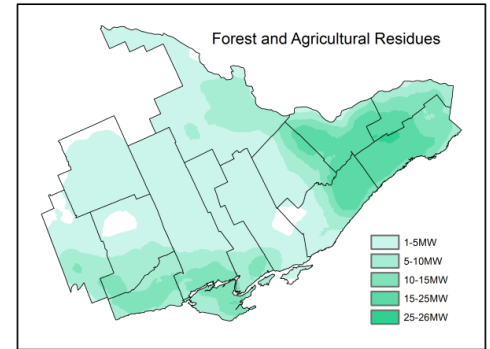 Forest and Agricultural Residues
1-5MW
5-10MW
10-15MW
15-25MW
25-26MW